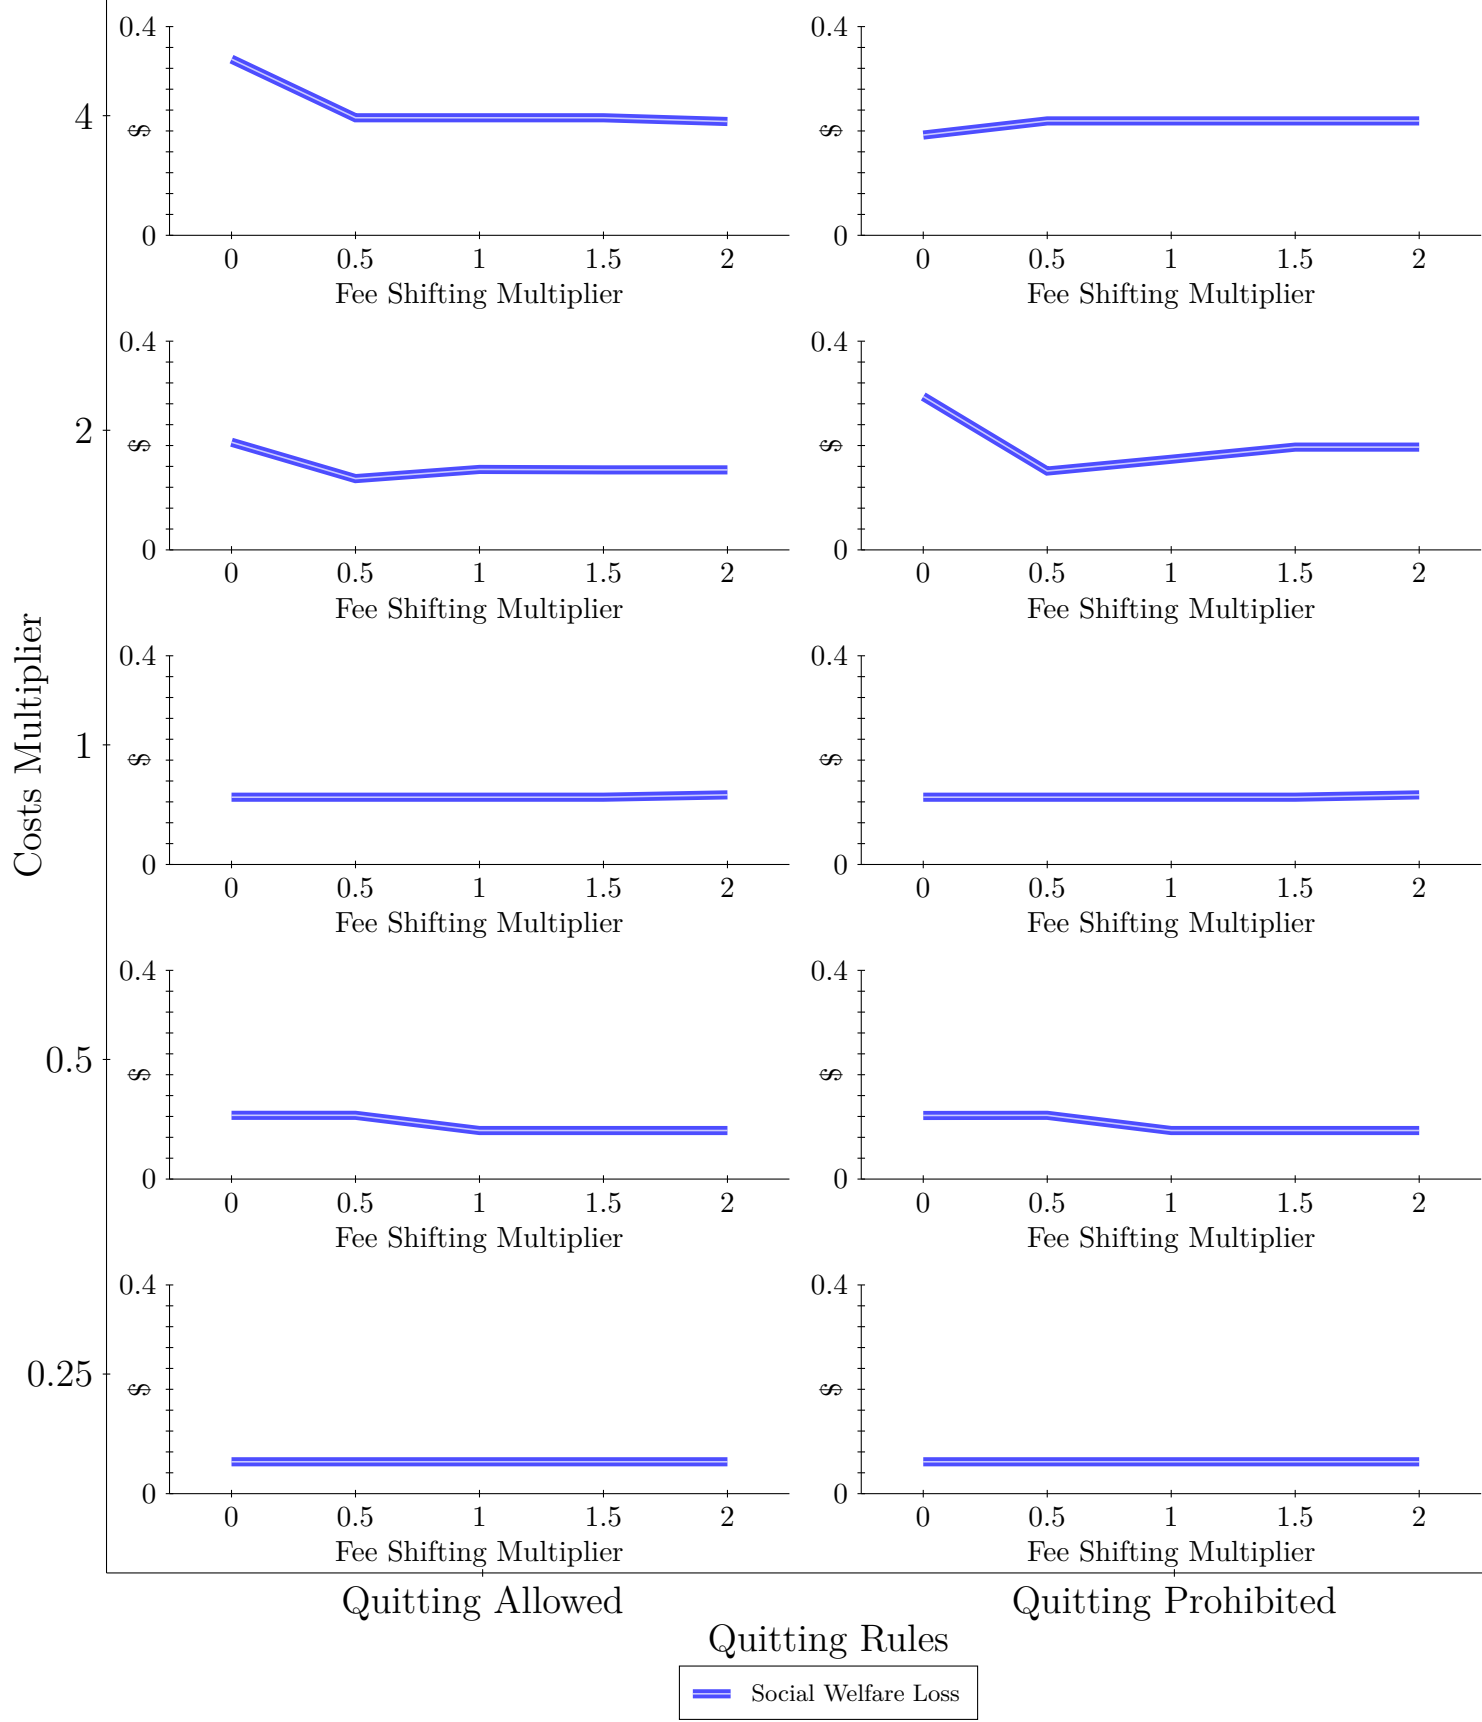 Costs Multiplier
4
0.4
$
0
0 0.5 1 1.5 2
Fee Shifting Multiplier
0.4
$
0
0 0.5 1 1.5 2
Fee Shifting Multiplier
2
0.4
$
0
0 0.5 1 1.5 2
Fee Shifting Multiplier
0.4
$
0
0 0.5 1 1.5 2
Fee Shifting Multiplier
1
0.4
$
0
0 0.5 1 1.5 2
Fee Shifting Multiplier
0.4
$
0
0 0.5 1 1.5 2
Fee Shifting Multiplier
0.5
0.4
$
0
0 0.5 1 1.5 2
Fee Shifting Multiplier
0.4
$
0
0 0.5 1 1.5 2
Fee Shifting Multiplier
0.25
0.4
$
0
0 0.5 1 1.5 2
Fee Shifting Multiplier
0.4
$
0
0 0.5 1 1.5 2
Fee Shifting Multiplier
Quitting Allowed
Quitting Prohibited
Quitting Rules
Social Welfare Loss